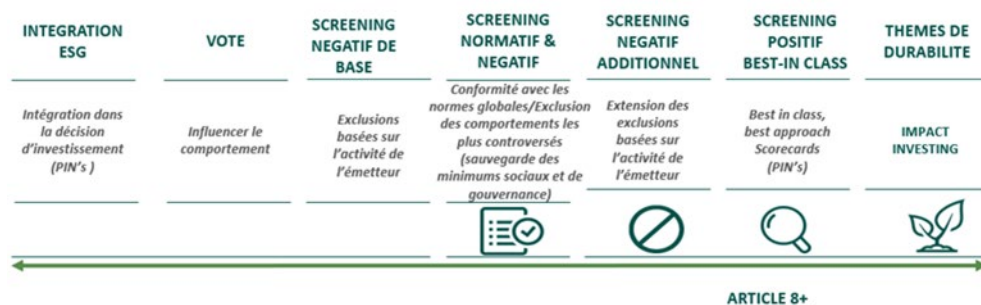 INTEGRATION
ESG
VOTE
SCREENING
NEGATIF DE
BASE
SCREENING
NORMATIF &
NEGATIF
SCREENING
NEGATIF
ADDITIONNEL
SCREENING
POSITIF
BEST-IN CLASS
THEMES DE
DURABILITE
Intégration dans
la décision
d'investissement
(PIN's )
Influencer le
comportement
Exclusions
basées sur
l'activité de
l'émetteur
Conformité avec les
normes globales/Exclusion
des comportements les
plus controversés
(sauvegarde des
minimums sociaux et de
gouvernance)
Extension des
exclusions
basées sur
l'activité de
l'émetteur
Best in class,
best approach
Scorecards
(PIN's)
IMPACT
INVESTING
ARTICLE 8+